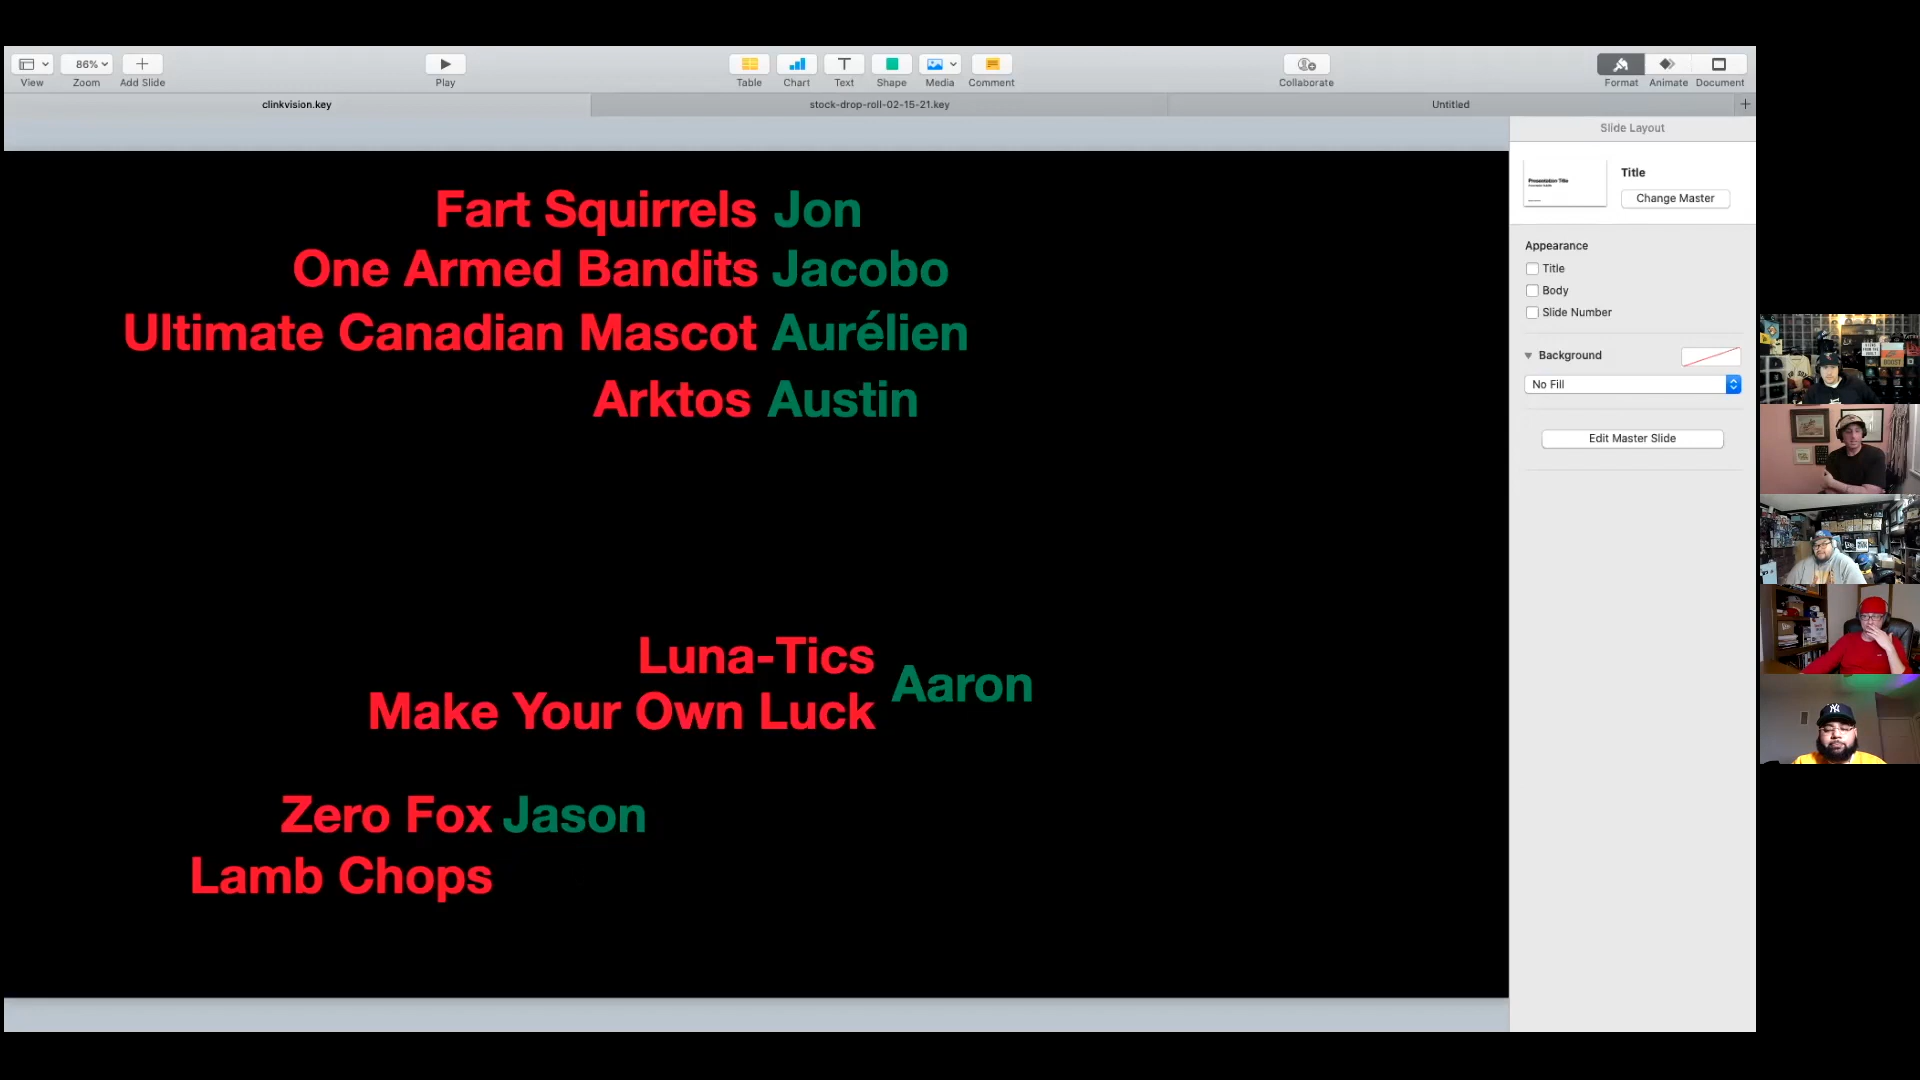 86%
View
Zoom
Add Slide
Play
Table
Chart
Text
Shape
Media
Comment
Collaborate
Format
Animate
Document
clinkvision.key
stock-drop-roll-02-15-21.key
Untitled
Slide Layout
Title
Change Master
Appearance
Title
Body
Slide Number
Background
No Fill
Edit Master Slide
Fart Squirrels Jon
One Armed Bandits Jacobo
Ultimate Canadian Mascot Aurélien
Arktos Austin
Luna-Tics
Make Your Own Luck
Aaron
Zero Fox Jason
Lamb Chops